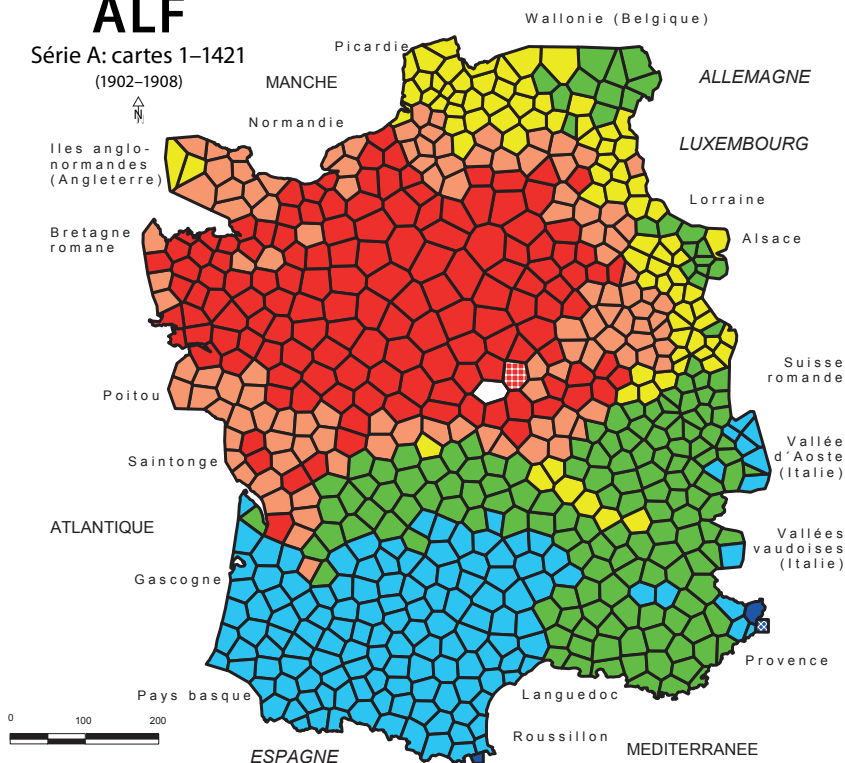 ALF
Série A: cartes 1–1421
(1902–1908)
N
Wallonie (Belgique)
Picardie
MANCHE
ALLEMAGNE
Normandie
Iles anglo-
normandes
(Angleterre)
LUXEMBOURG
Lorraine
Bretagne
romane
Alsace
Suisse
romande
Poitou
Vallée
d´Aoste
(Italie)
Saintonge
ATLANTIQUE
Vallées
vaudoises
(Italie)
Gascogne
Provence
Pays basque
Languedoc
0 100 200
Roussillon
ESPAGNE
MEDITERRANEE